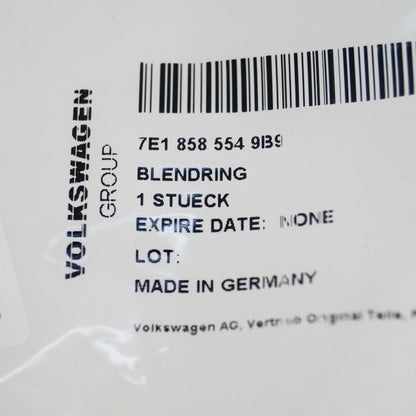 VOLKSWAGEN
GROUP
7E1 858 554 9B9
BLENDRING
1 STUECK
EXPIRE DATE: NONE
LOT:
MADE IN GERMANY
Volkswagen AG, Vertrieb Original Teile,